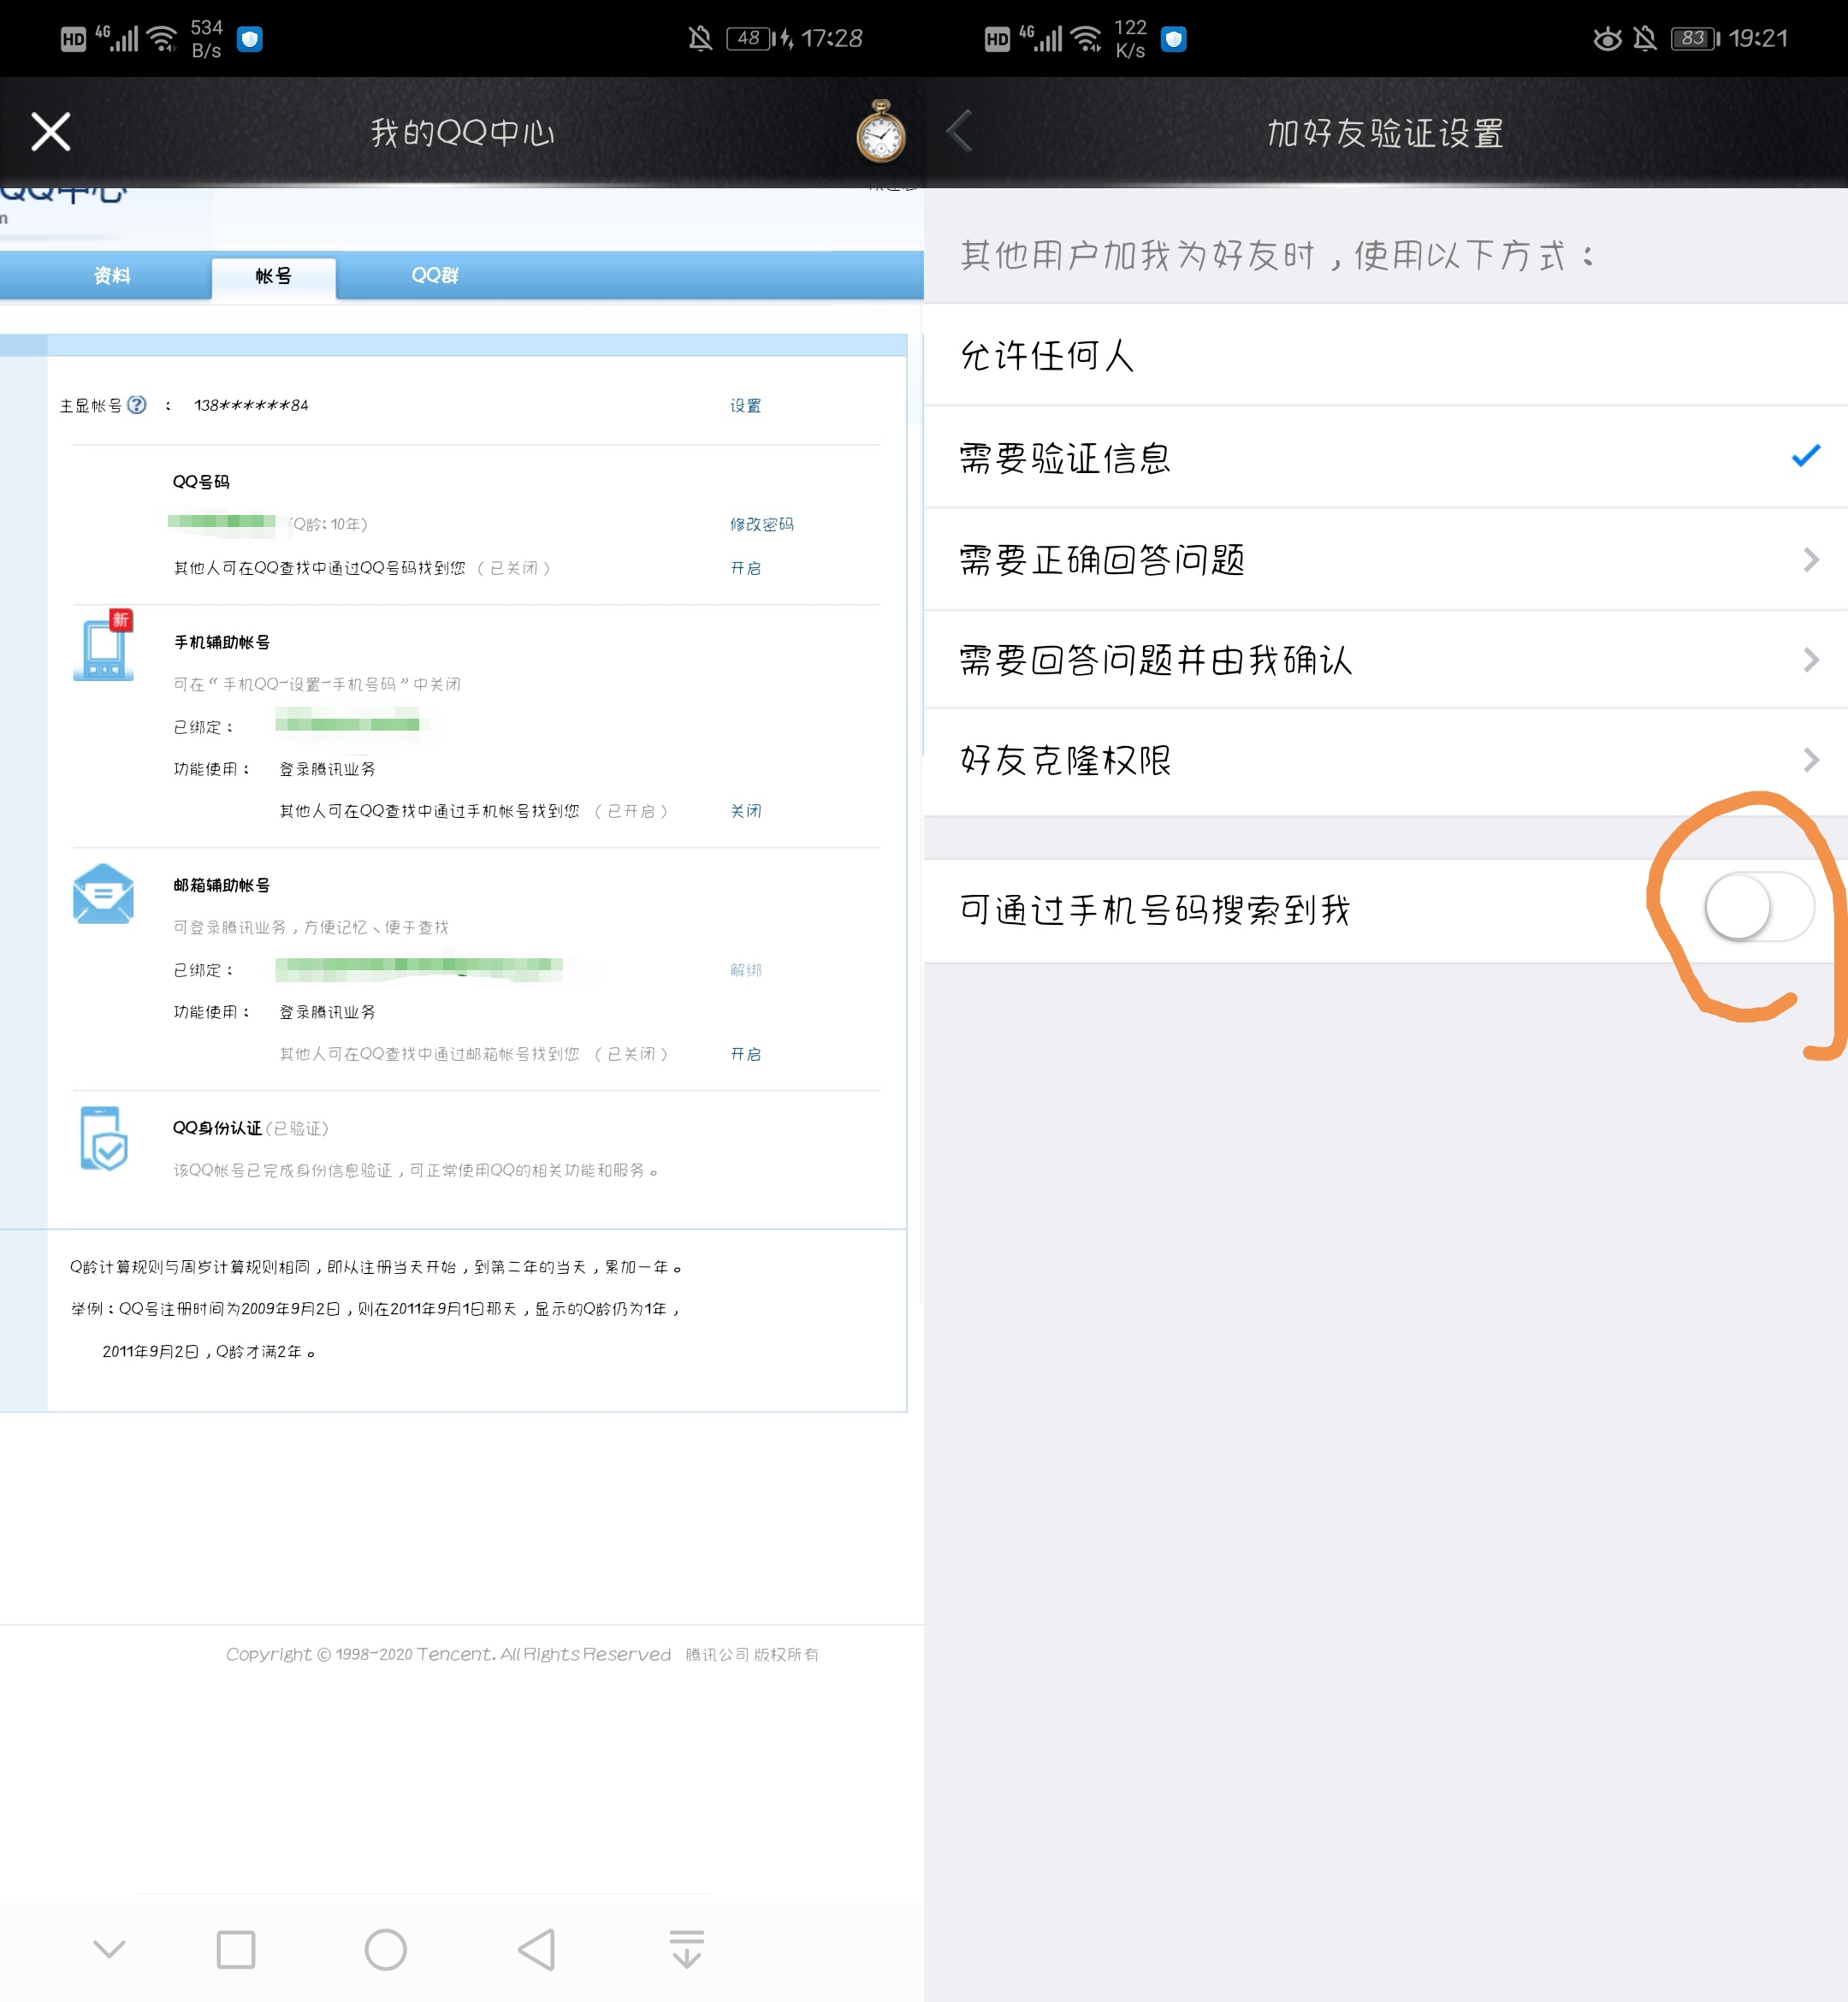 HD 4G 534 B/s 48 17:28
我的QQ中心
QQ中心
资料 帐号 QQ群
主显帐号 ? : 138******84 设置
QQ号码
(Q龄:10年) 修改密码
其他人可在QQ查找中通过QQ号码找到您 (已关闭) 开启
新
手机辅助帐号
可在“手机QQ-设置-手机号码”中关闭
已绑定:
功能使用: 登录腾讯业务
其他人可在QQ查找中通过手机帐号找到您 (已开启) 关闭
邮箱辅助帐号
可登录腾讯业务,方便记忆、便于查找
已绑定: 解绑
功能使用: 登录腾讯业务
其他人可在QQ查找中通过邮箱帐号找到您 (已关闭) 开启
QQ身份认证(已验证)
该QQ帐号已完成身份信息验证,可正常使用QQ的相关功能和服务。
Q龄计算规则与周岁计算规则相同,即从注册当天开始,到第二年的当天,累加一年。
举例:QQ号注册时间为2009年9月2日,则在2011年9月1日那天,显示的Q龄仍为1年,
2011年9月2日,Q龄才满2年。
Copyright © 1998-2020 Tencent. All Rights Reserved 腾讯公司 版权所有
HD 4G 122 K/s 83 19:21
加好友验证设置
其他用户加我为好友时,使用以下方式:
允许任何人
需要验证信息
需要正确回答问题
需要回答问题并由我确认
好友克隆权限
可通过手机号码搜索到我